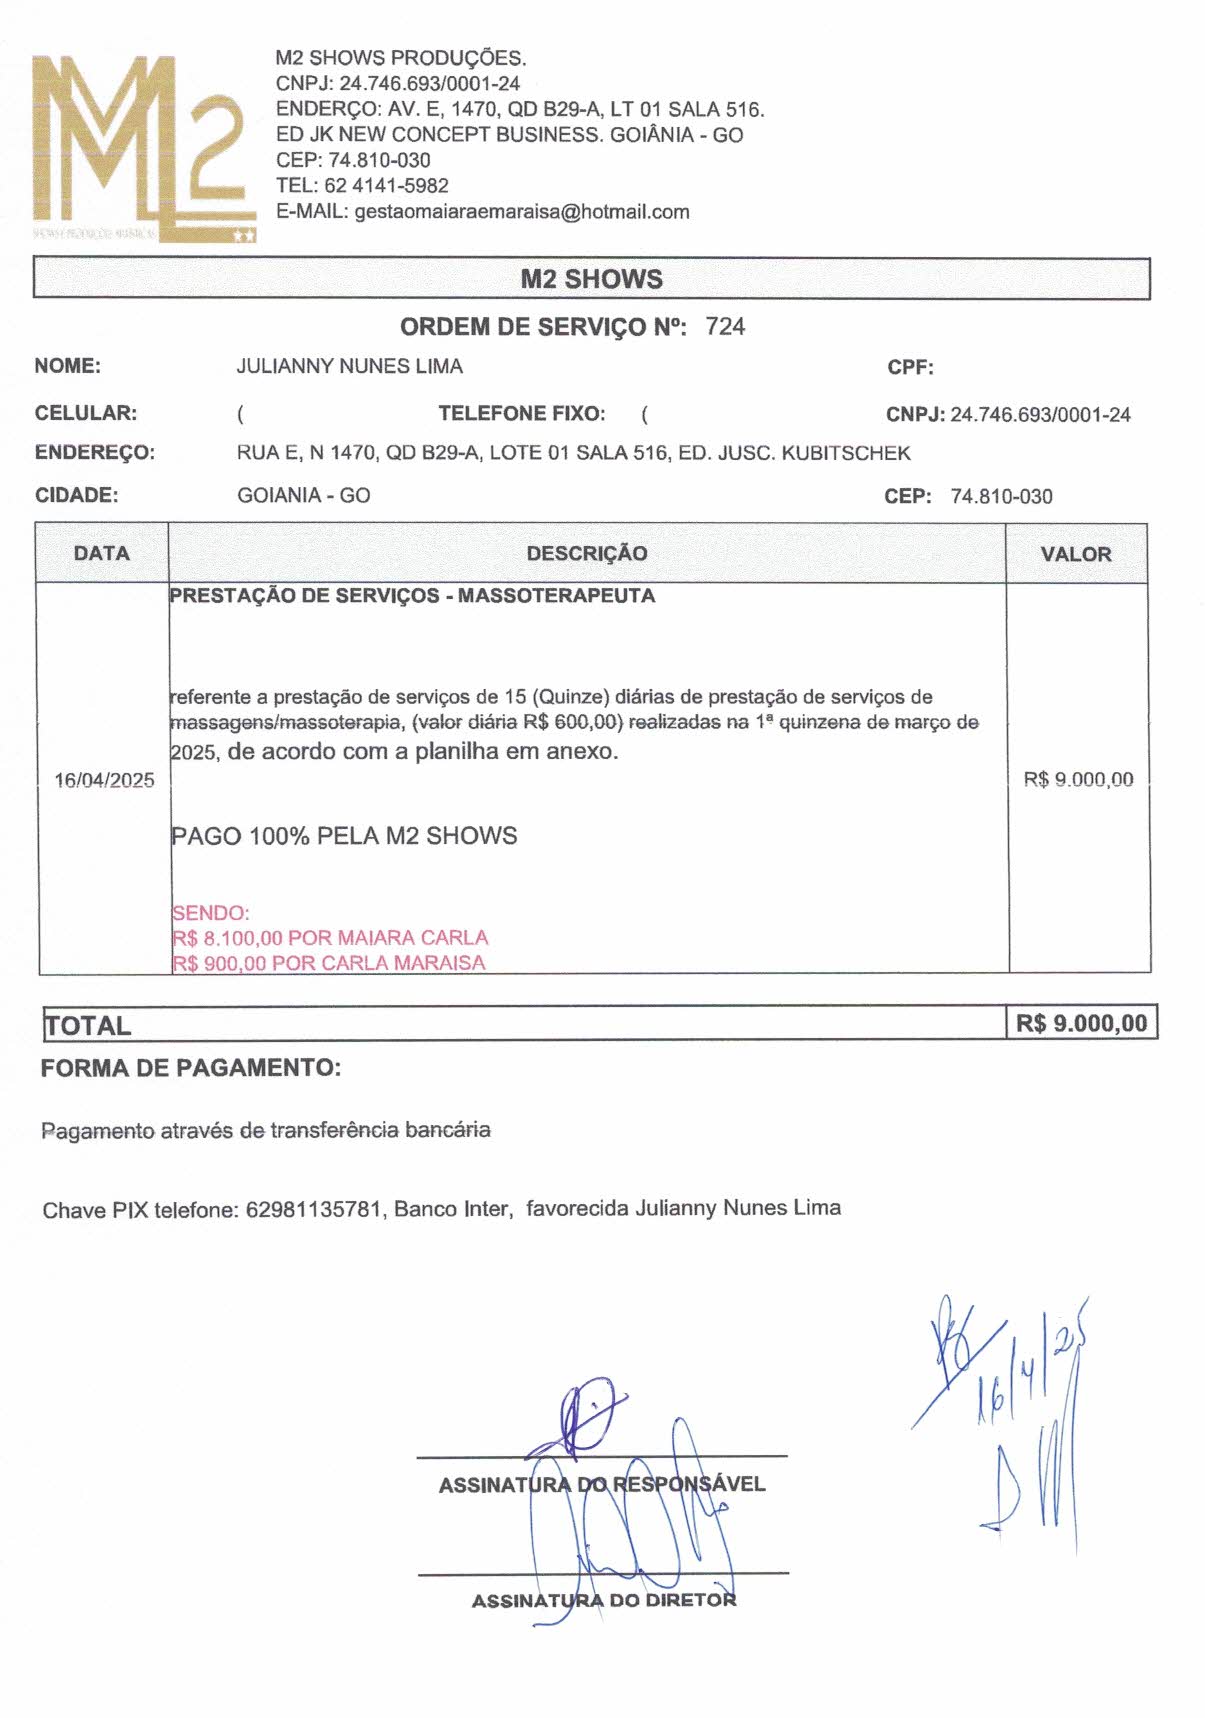 M2 SHOWS PRODUÇÕES.
CNPJ: 24.746.693/0001-24
ENDERÇO: AV. E, 1470, QD B29-A, LT 01 SALA 516.
ED JK NEW CONCEPT BUSINESS. GOIÂNIA - GO
CEP: 74.810-030
TEL: 62 4141-5982
E-MAIL: gestaomaiaraemaraisa@hotmail.com
M2
M2 SHOWS
ORDEM DE SERVIÇO Nº: 724
NOME: JULIANNY NUNES LIMA CPF:
CELULAR: ( TELEFONE FIXO: ( CNPJ: 24.746.693/0001-24
ENDEREÇO: RUA E, N 1470, QD B29-A, LOTE 01 SALA 516, ED. JUSC. KUBITSCHEK
CIDADE: GOIANIA - GO CEP: 74.810-030
DATA DESCRIÇÃO VALOR
PRESTAÇÃO DE SERVIÇOS - MASSOTERAPEUTA
referente a prestação de serviços de 15 (Quinze) diárias de prestação de serviços de
massagens/massoterapia, (valor diária R$ 600,00) realizadas na 1ª quinzena de março de
2025, de acordo com a planilha em anexo.
16/04/2025 R$ 9.000,00
PAGO 100% PELA M2 SHOWS
SENDO:
R$ 8.100,00 POR MAIARA CARLA
R$ 900,00 POR CARLA MARAISA
TOTAL R$ 9.000,00
FORMA DE PAGAMENTO:
Pagamento através de transferência bancária
Chave PIX telefone: 62981135781, Banco Inter, favorecida Julianny Nunes Lima
16/4/25
ASSINATURA DO RESPONSÁVEL
ASSINATURA DO DIRETOR